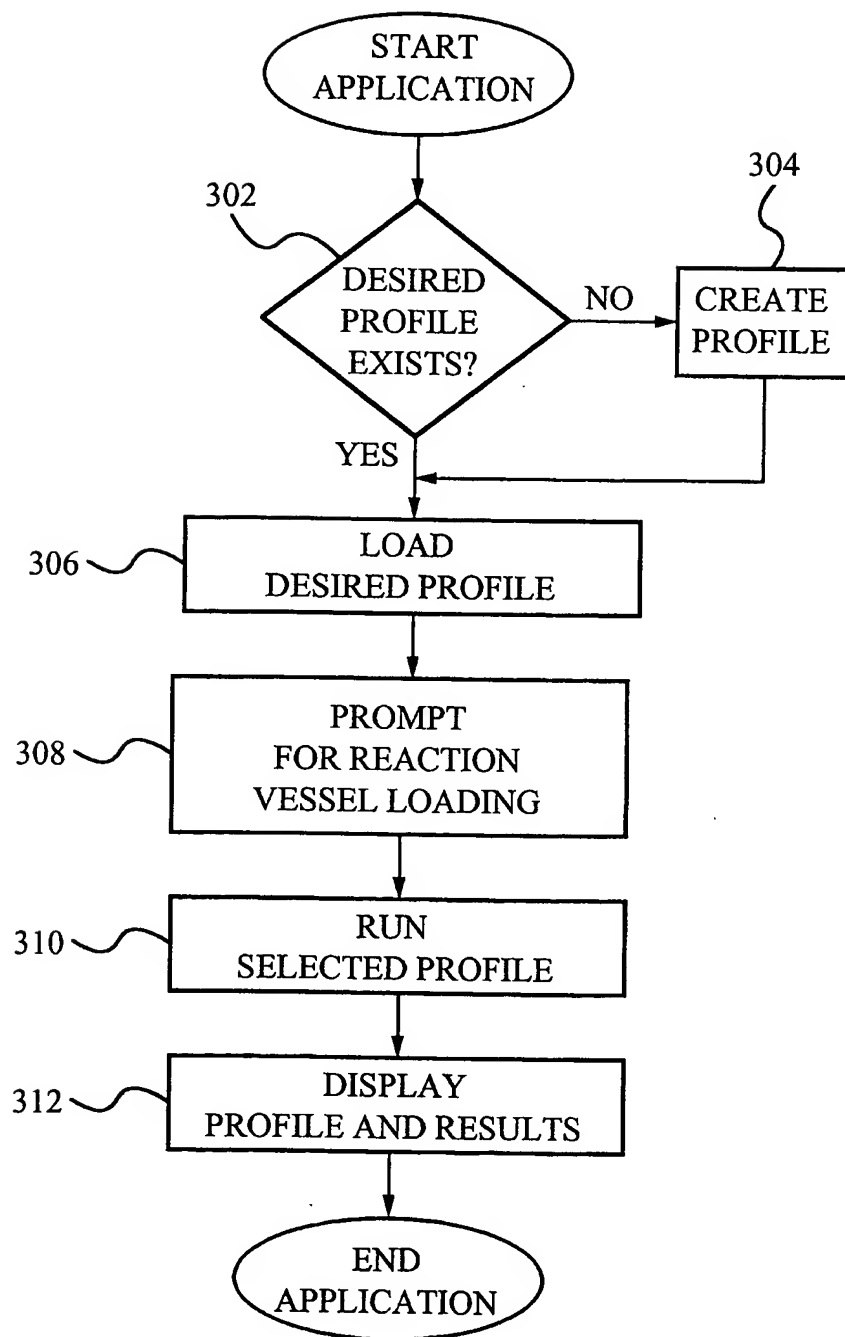 START
APPLICATION
304
302
DESIRED
PROFILE
EXISTS?
NO
CREATE
PROFILE
YES
306
LOAD
DESIRED PROFILE
308
PROMPT
FOR REACTION
VESSEL LOADING
310
RUN
SELECTED PROFILE
312
DISPLAY
PROFILE AND RESULTS
END
APPLICATION